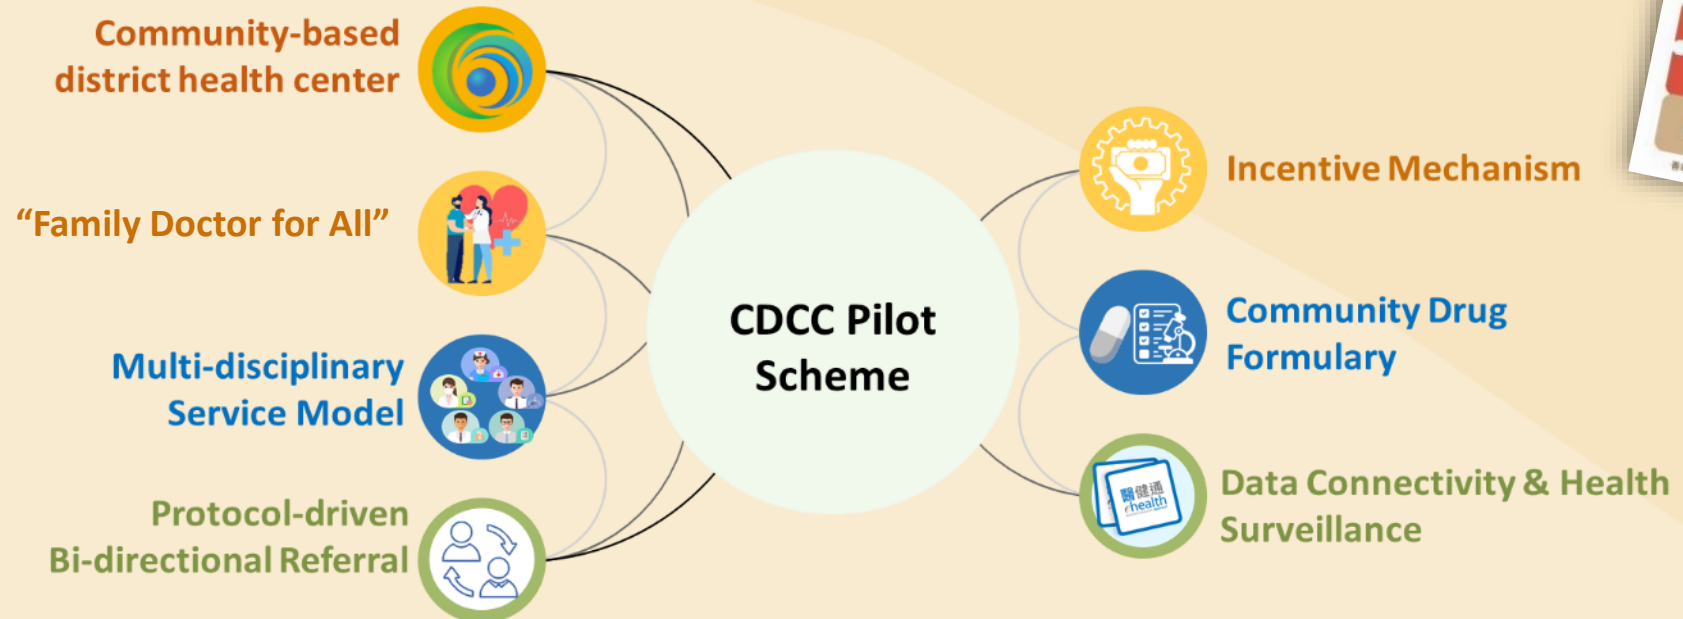 Community-based
district health center
“Family Doctor for All”
Multi-disciplinary
Service Model
Protocol-driven
Bi-directional Referral
CDCC Pilot
Scheme
Incentive Mechanism
Community Drug
Formulary
醫健通
ehealth
Data Connectivity & Health
Surveillance